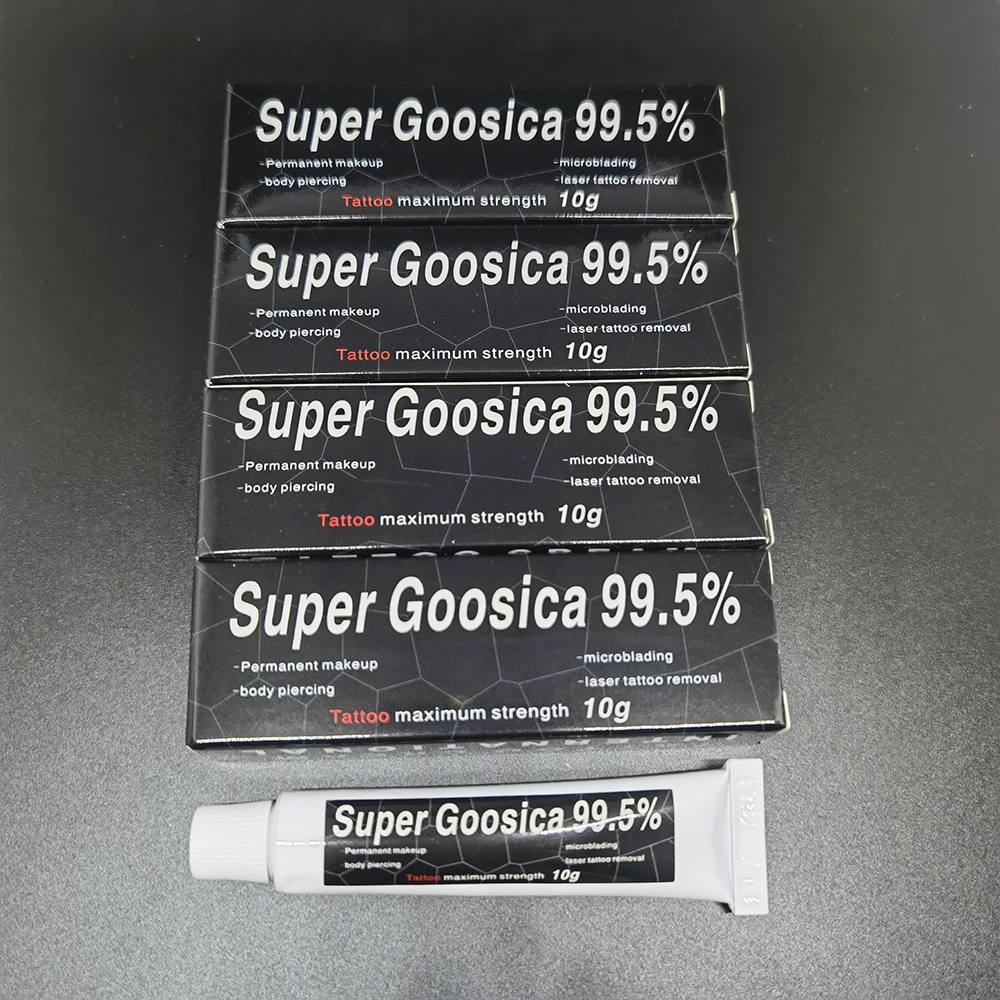 Super Goosica 99.5%
-Permanent makeup -microblading
-body piercing -laser tattoo removal
Tattoo maximum strength 10g
Super Goosica 99.5%
-Permanent makeup -microblading
-body piercing -laser tattoo removal
Tattoo maximum strength 10g
Super Goosica 99.5%
-Permanent makeup -microblading
-body piercing -laser tattoo removal
Tattoo maximum strength 10g
Super Goosica 99.5%
-Permanent makeup -microblading
-body piercing -laser tattoo removal
Tattoo maximum strength 10g
INTERNATIONAL
Super Goosica 99.5%
Permanent makeup microblading
body piercing laser tattoo removal
Tattoo maximum strength 10g